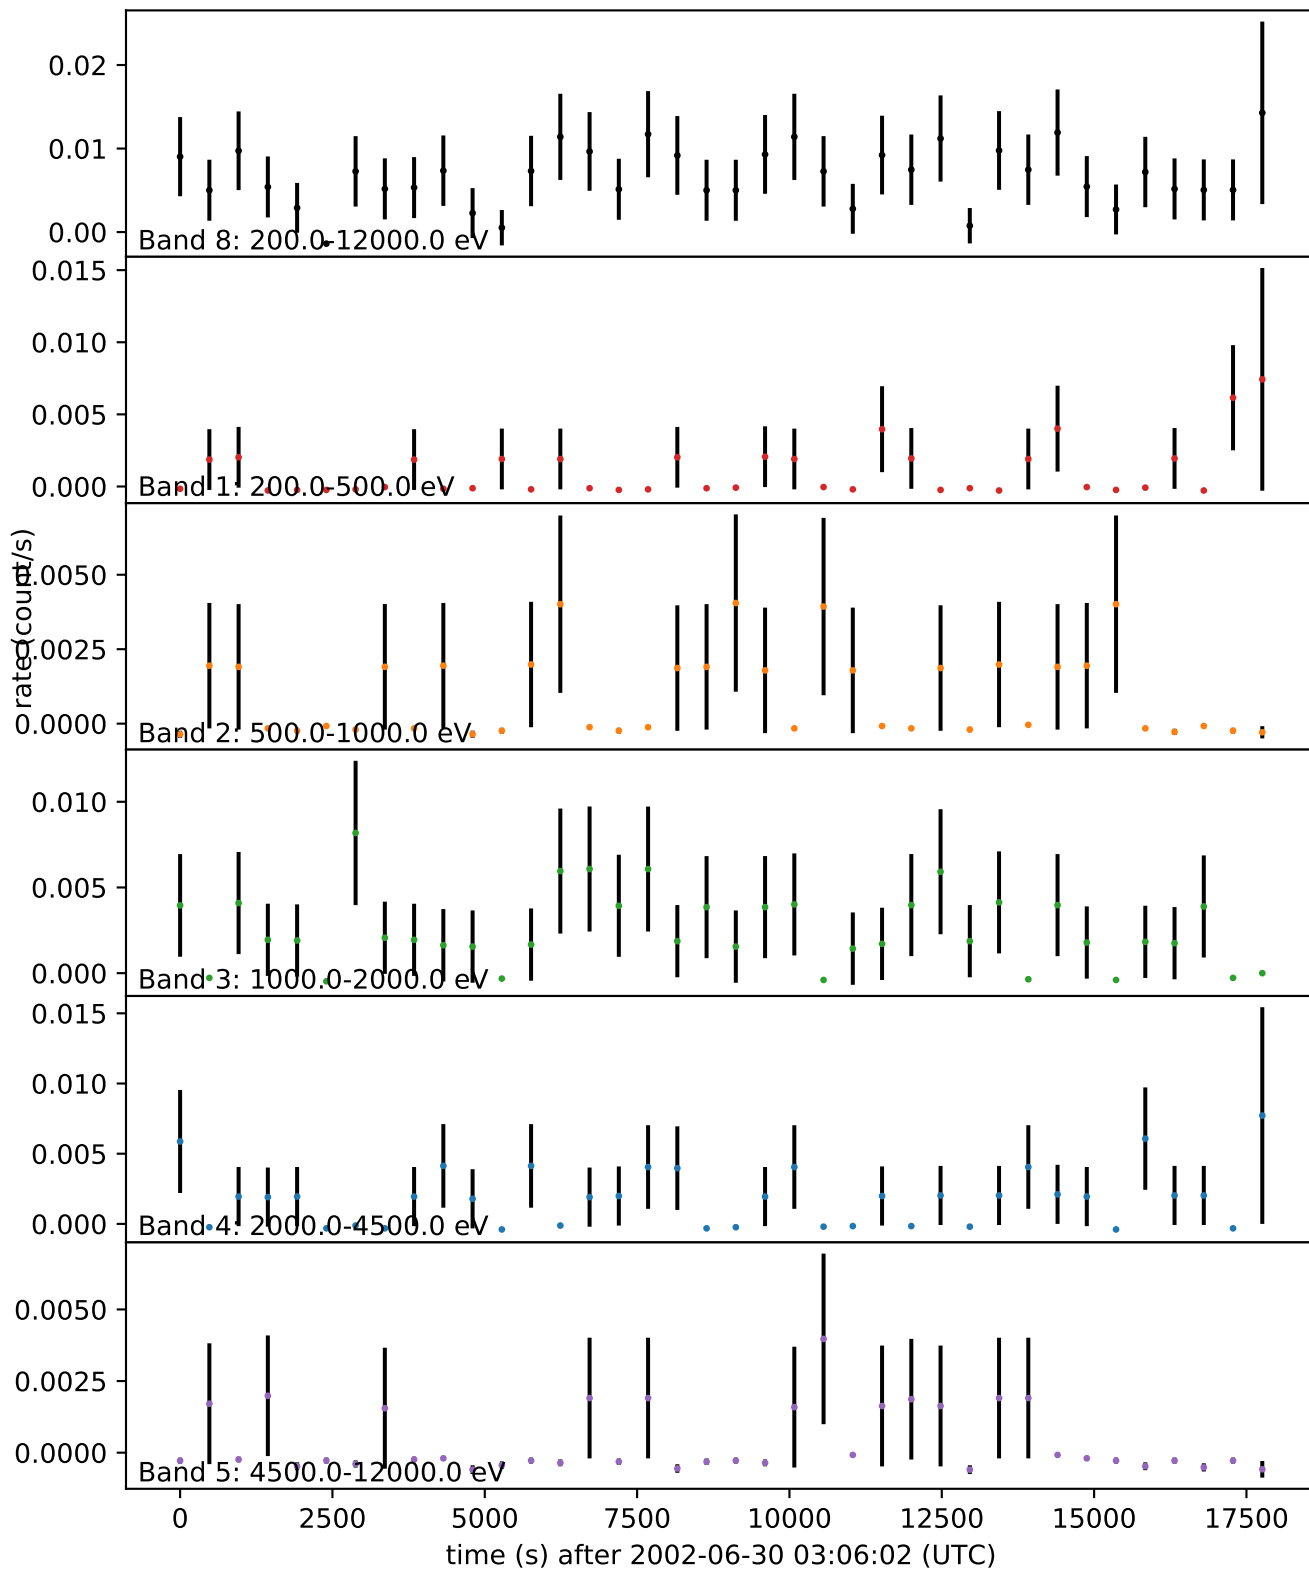 0.02
0.01
0.00
Band 8: 200.0-12000.0 eV
0.015
0.010
0.005
0.000
Band 1: 200.0-500.0 eV
rate (count/s)
0.0050
0.0025
0.0000
Band 2: 500.0-1000.0 eV
0.010
0.005
0.000
Band 3: 1000.0-2000.0 eV
0.015
0.010
0.005
0.000
Band 4: 2000.0-4500.0 eV
0.0050
0.0025
0.0000
Band 5: 4500.0-12000.0 eV
0 2500 5000 7500 10000 12500 15000 17500
time (s) after 2002-06-30 03:06:02 (UTC)